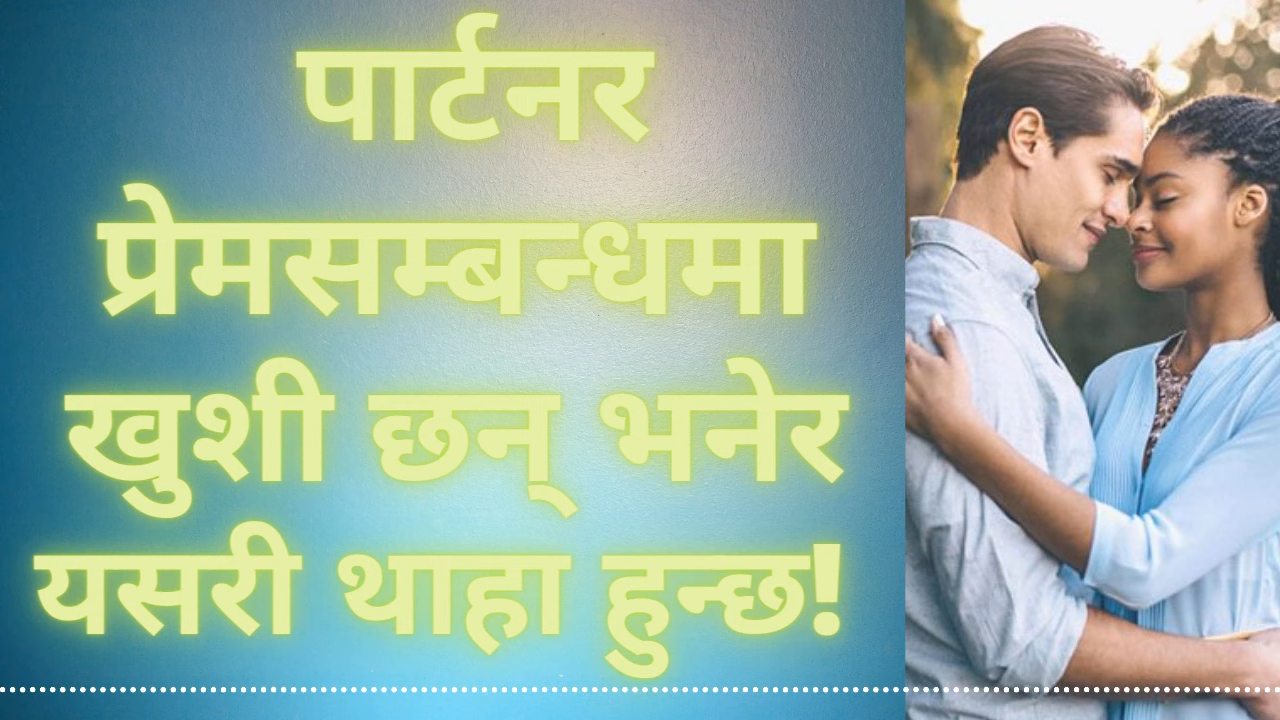 पार्टनर
प्रेमसम्बन्धमा
खुशी छन् भनेर
यसरी थाहा हुन्छ!